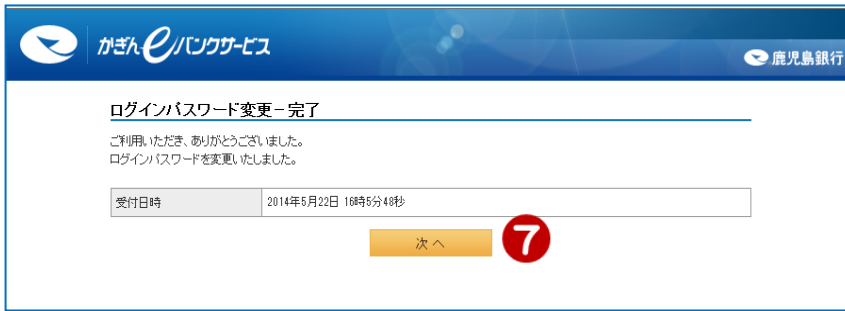 かぎんeバンクサービス
鹿児島銀行
ログインパスワード変更－完了
ご利用いただき、ありがとうございました。
ログインパスワードを変更いたしました。
受付日時 2014年5月22日 16時5分48秒
次へ 7